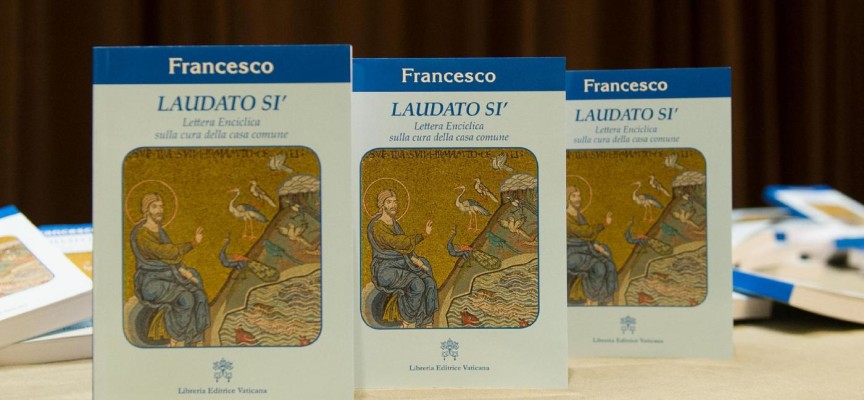 Francesco
LAUDATO SI'
Lettera Enciclica
sulla cura della casa comune
Libreria Editrice Vaticana
Francesco
LAUDATO SI'
Lettera Enciclica
sulla cura della casa comune
Libreria Editrice Vaticana
Francesco
LAUDATO SI'
Lettera Enciclica
sulla cura della casa comune
Libreria Editrice Vaticana
Francesco